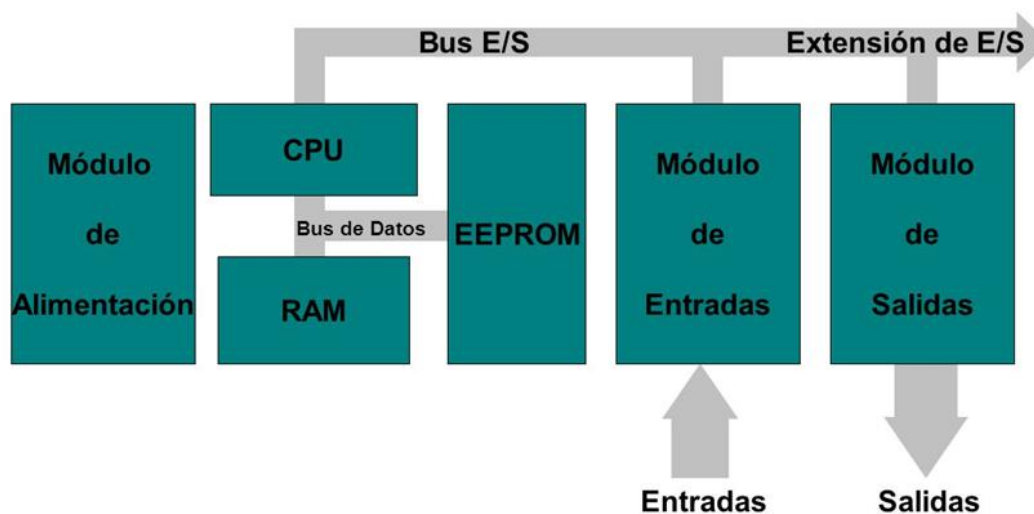 Bus E/S
Extensión de E/S
Módulo
de
Alimentación
CPU
Bus de Datos
RAM
EEPROM
Módulo
de
Entradas
Módulo
de
Salidas
Entradas
Salidas